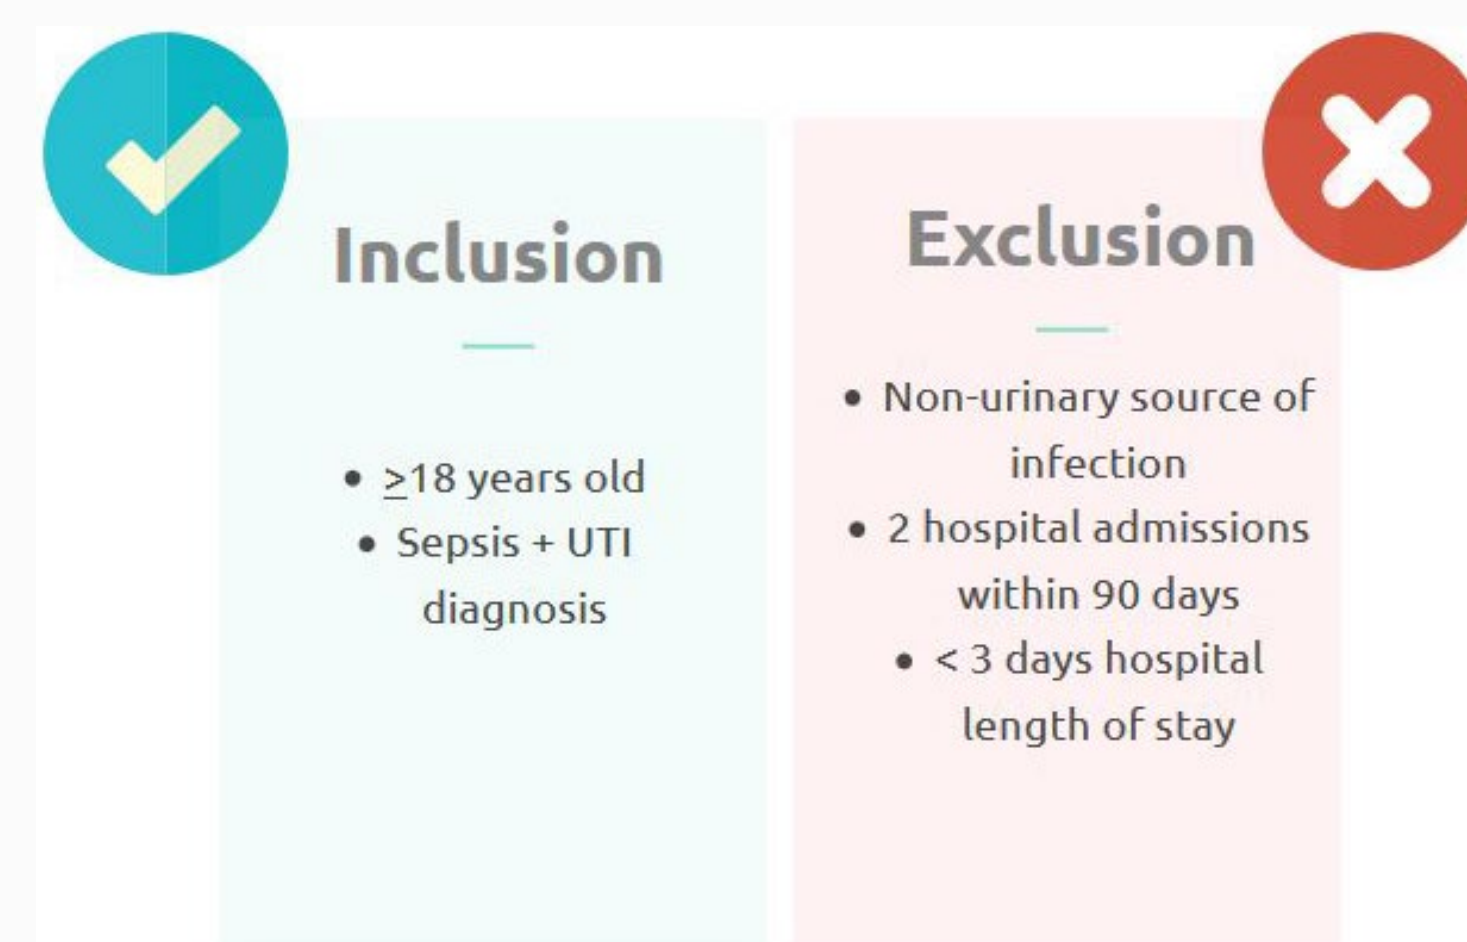 Inclusion
• ≥18 years old
• Sepsis + UTI
diagnosis
Exclusion
• Non-urinary source of
infection
• 2 hospital admissions
within 90 days
• < 3 days hospital
length of stay